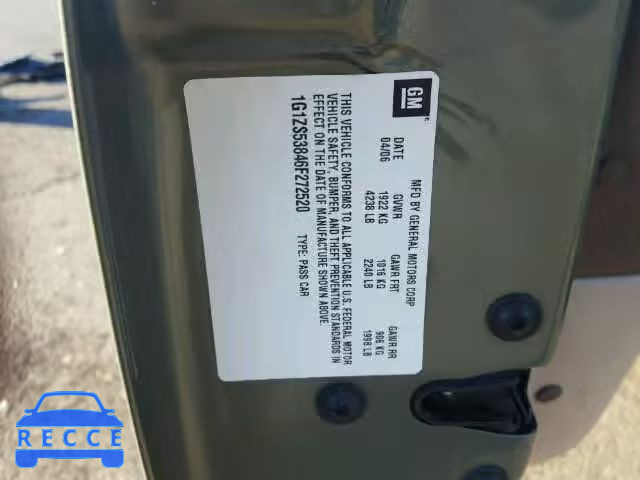 GM
MFD BY GENERAL MOTORS CORP
DATE GVWR GAWR FRT GAWR RR
04/06 1922 KG 1016 KG 906 KG
4238 LB 2240 LB 1998 LB
THIS VEHICLE CONFORMS TO ALL APPLICABLE U.S. FEDERAL MOTOR
VEHICLE SAFETY, BUMPER, AND THEFT PREVENTION STANDARDS IN
EFFECT ON THE DATE OF MANUFACTURE SHOWN ABOVE.
1G1ZS53846F272520 TYPE: PASS CAR
RECCE